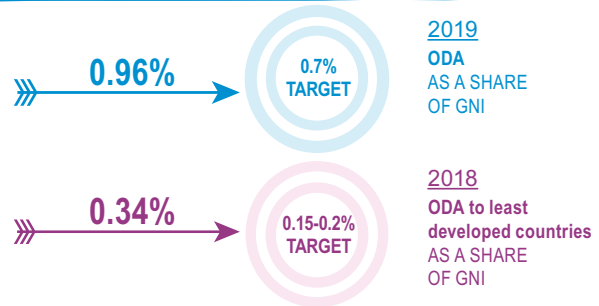 0.96%
0.7%
TARGET
2019
ODA
AS A SHARE
OF GNI
0.34%
0.15-0.2%
TARGET
2018
ODA to least
developed countries
AS A SHARE
OF GNI